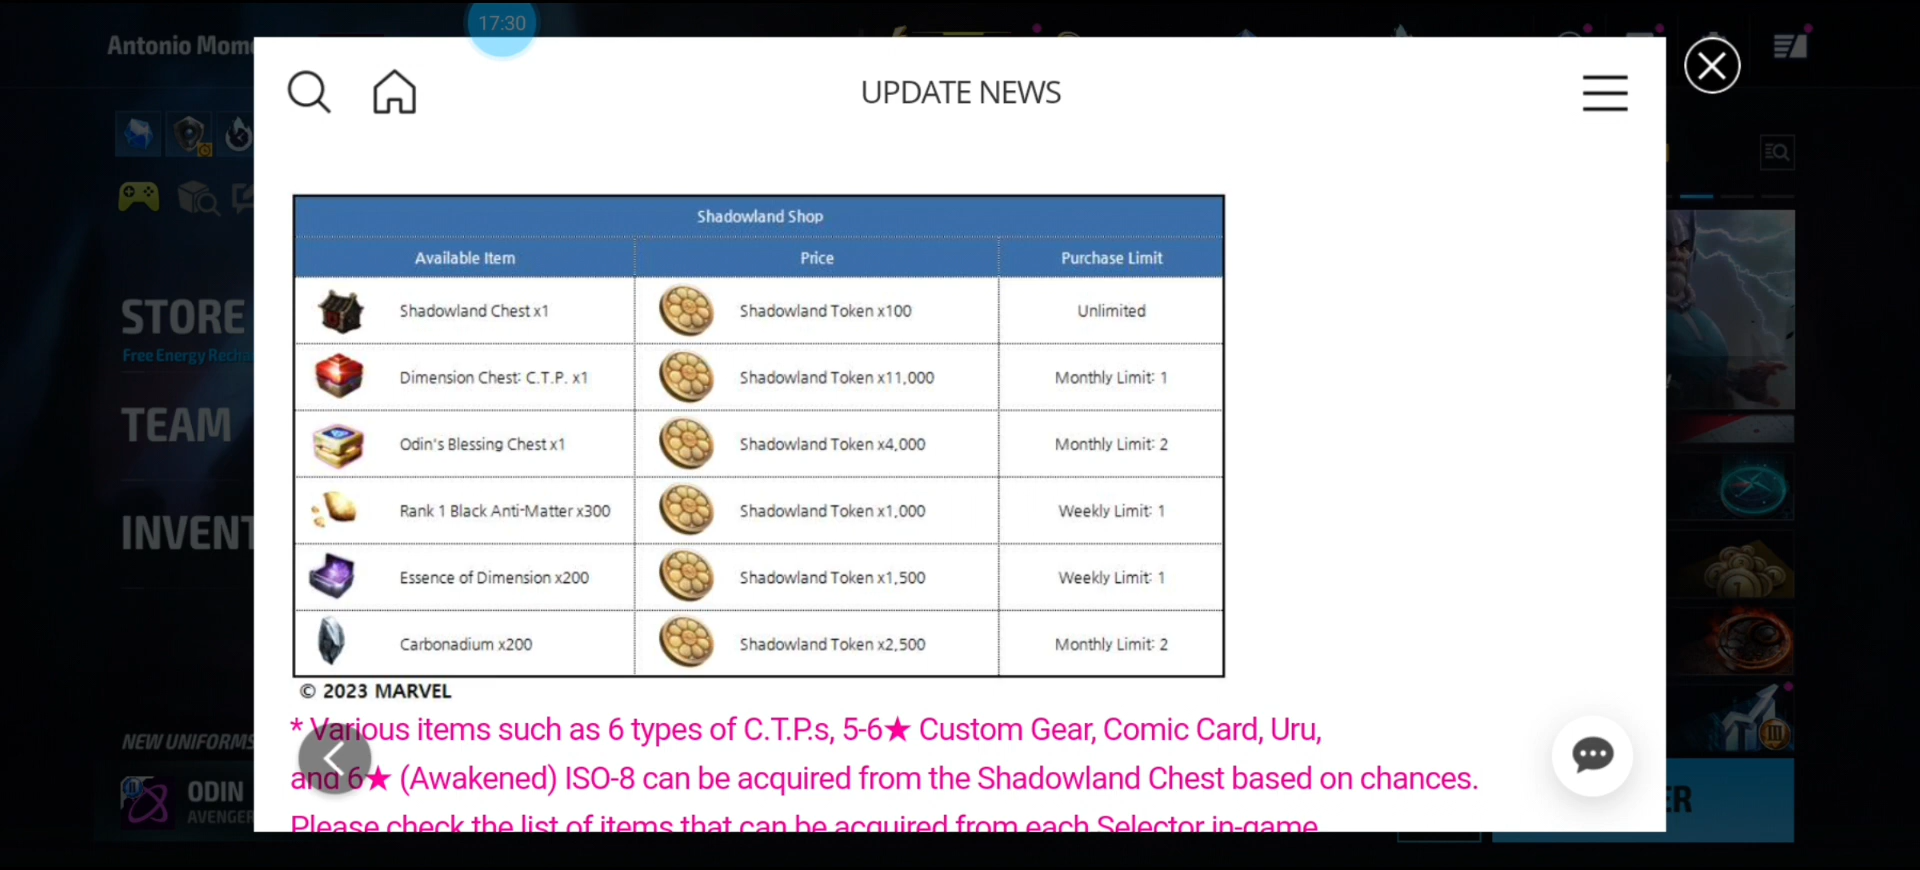 17:30
Antonio Mome
UPDATE NEWS
Shadowland Shop
Available Item Price Purchase Limit
Shadowland Chest x1 Shadowland Token x100 Unlimited
Dimension Chest: C.T.P. x1 Shadowland Token x11,000 Monthly Limit: 1
Odin's Blessing Chest x1 Shadowland Token x4,000 Monthly Limit: 2
Rank 1 Black Anti-Matter x300 Shadowland Token x1,000 Weekly Limit: 1
Essence of Dimension x200 Shadowland Token x1,500 Weekly Limit: 1
Carbonadium x200 Shadowland Token x2,500 Monthly Limit: 2
© 2023 MARVEL
* Various items such as 6 types of C.T.P.s, 5-6★ Custom Gear, Comic Card, Uru,
and 6★ (Awakened) ISO-8 can be acquired from the Shadowland Chest based on chances.
Please check the list of items that can be acquired from each Selector in-game
STORE
Free Energy Rechar
TEAM
INVENT
NEW UNIFORMS
ODIN
AVENGER
ER